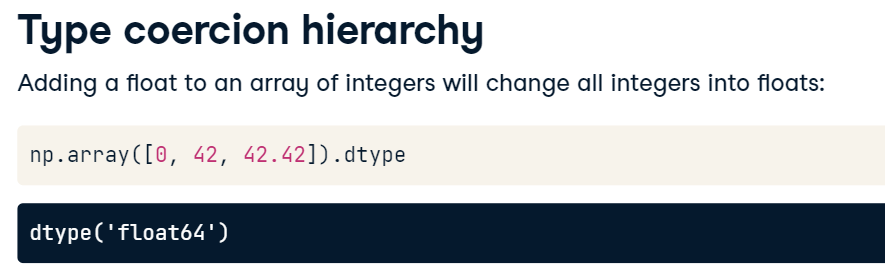 Type coercion hierarchy
Adding a float to an array of integers will change all integers into floats:
np.array([0, 42, 42.42]).dtype
dtype('float64')